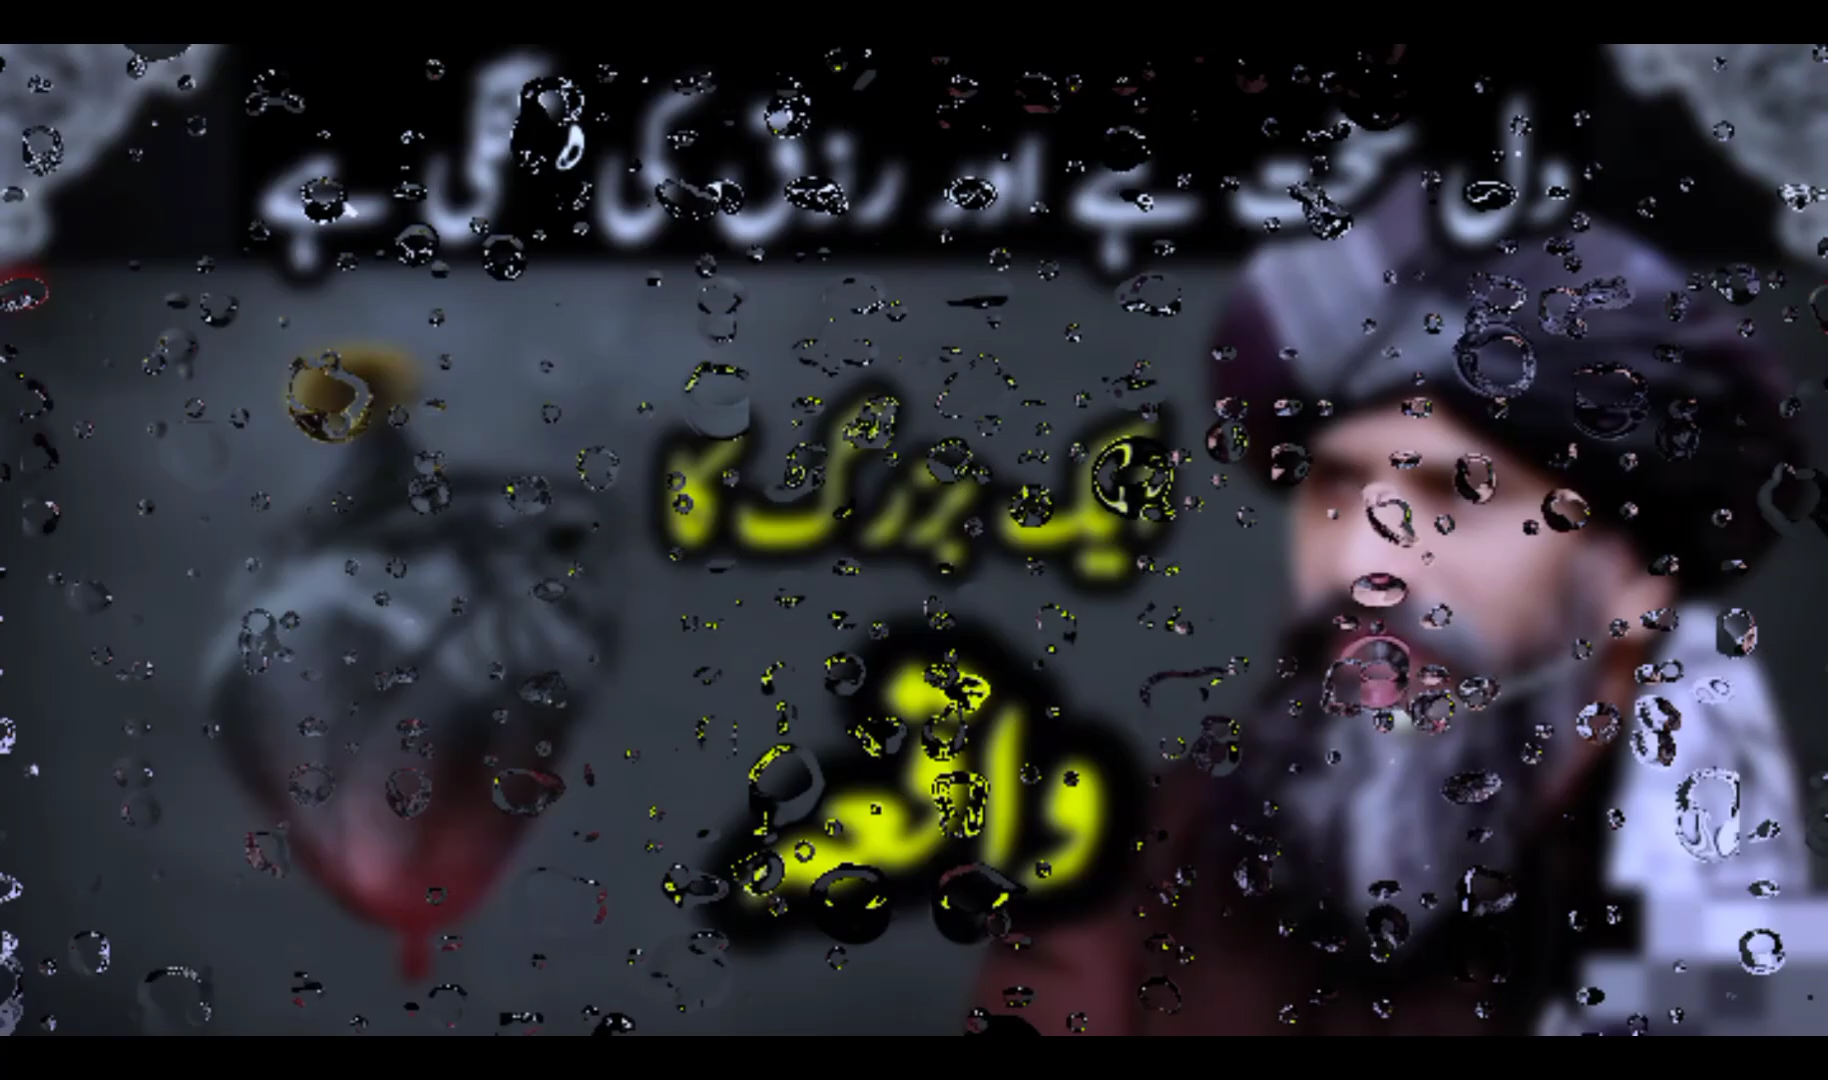 دل سخت ہے اور رزق کی تنگی ہے
ایک بزرگ کا
واقعہ